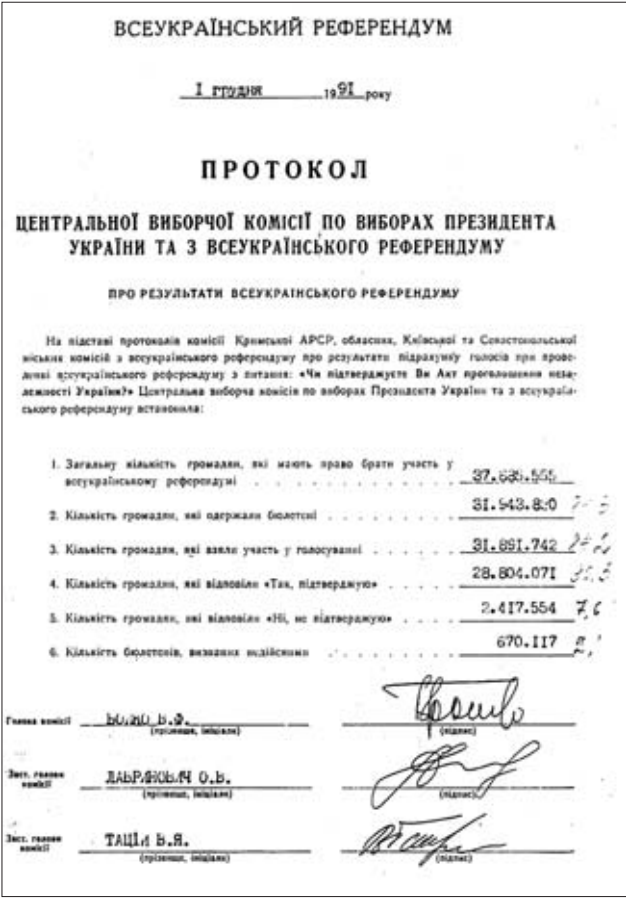 ВСЕУКРАЇНСЬКИЙ РЕФЕРЕНДУМ
I грудня 1991 року
ПРОТОКОЛ
ЦЕНТРАЛЬНОЇ ВИБОРЧОЇ КОМІСІЇ ПО ВИБОРАХ ПРЕЗИДЕНТА
УКРАЇНИ ТА З ВСЕУКРАЇНСЬКОГО РЕФЕРЕНДУМУ
ПРО РЕЗУЛЬТАТИ ВСЕУКРАЇНСЬКОГО РЕФЕРЕНДУМУ
На підставі протоколів комісії Кримської АРСР, обласних, Київської та Севастопольської
міських комісій з всеукраїнського референдуму про результати підрахунку голосів при прове-
денні всеукраїнського референдуму з питання: «Чи підтверджуєте Ви Акт проголошення неза-
лежності України?» Центральна виборча комісія по виборах Президента України та з всеукраїн-
ського референдуму встановила:
1. Загальну кількість громадян, які мають право брати участь у
всеукраїнському референдумі . . . . . . . . . 37.885.555
2. Кількість громадян, які одержали бюлетені . . . . . . . 31.943.820
3. Кількість громадян, які взяли участь у голосуванні . . . . . 31.891.742
4. Кількість громадян, які відповіли «Так, підтверджую» . . . . 28.804.071
5. Кількість громадян, які відповіли «Ні, не підтверджую» . . . . 2.417.554 7,6
6. Кількість бюлетенів, визнаних недійсними . . . . . . . 670.117
Голова комісії БОЙКО В.Ф.
(прізвище, ініціали) (підпис)
Заст. голови комісії ЛАВРИНОВИЧ О.В.
(прізвище, ініціали) (підпис)
Заст. голови комісії ТАЦІЙ В.Я.
(прізвище, ініціали) (підпис)